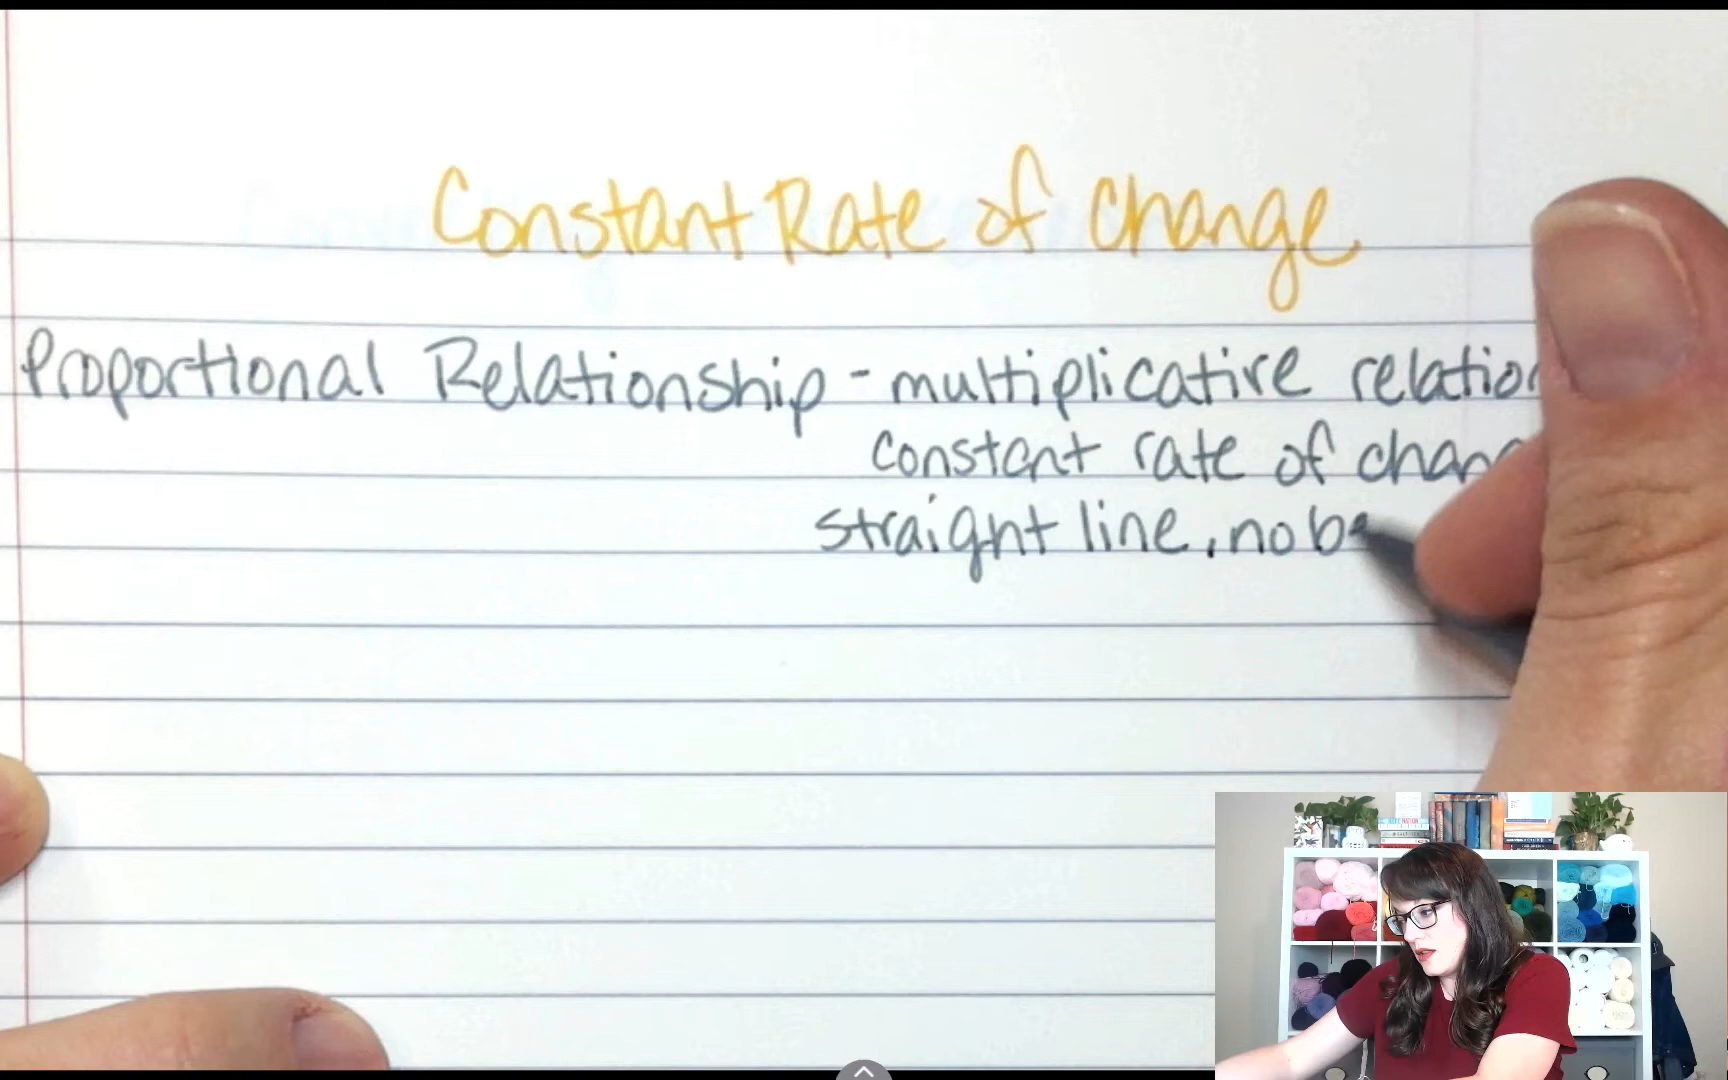 Constant Rate of Change
Proportional Relationship - multiplicative
constant rate of
straight line, no